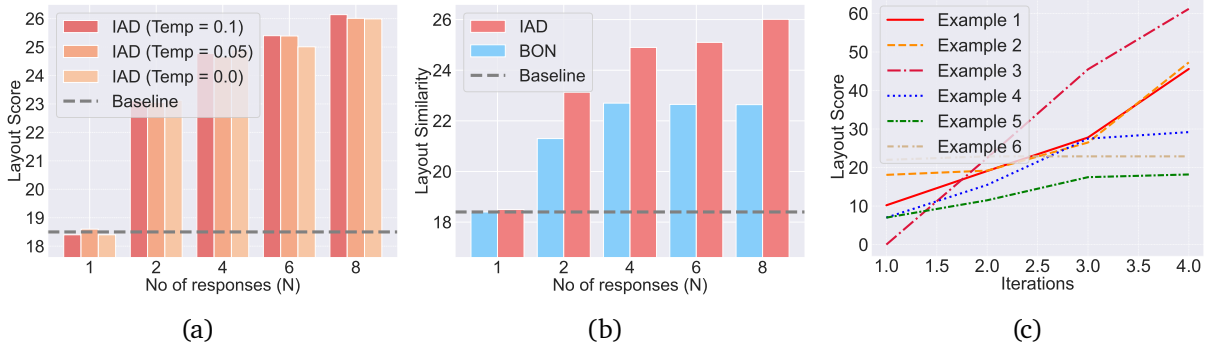 Layout Score
26
25
24
23
22
21
20
19
18
IAD (Temp = 0.1)
IAD (Temp = 0.05)
IAD (Temp = 0.0)
Baseline
1 2 4 6 8
No of responses (N)
(a)
Layout Similarity
26
24
22
20
18
IAD
BON
Baseline
1 2 4 6 8
No of responses (N)
(b)
Layout Score
60
50
40
30
20
10
0
Example 1
Example 2
Example 3
Example 4
Example 5
Example 6
1.0 1.5 2.0 2.5 3.0 3.5 4.0
Iterations
(c)